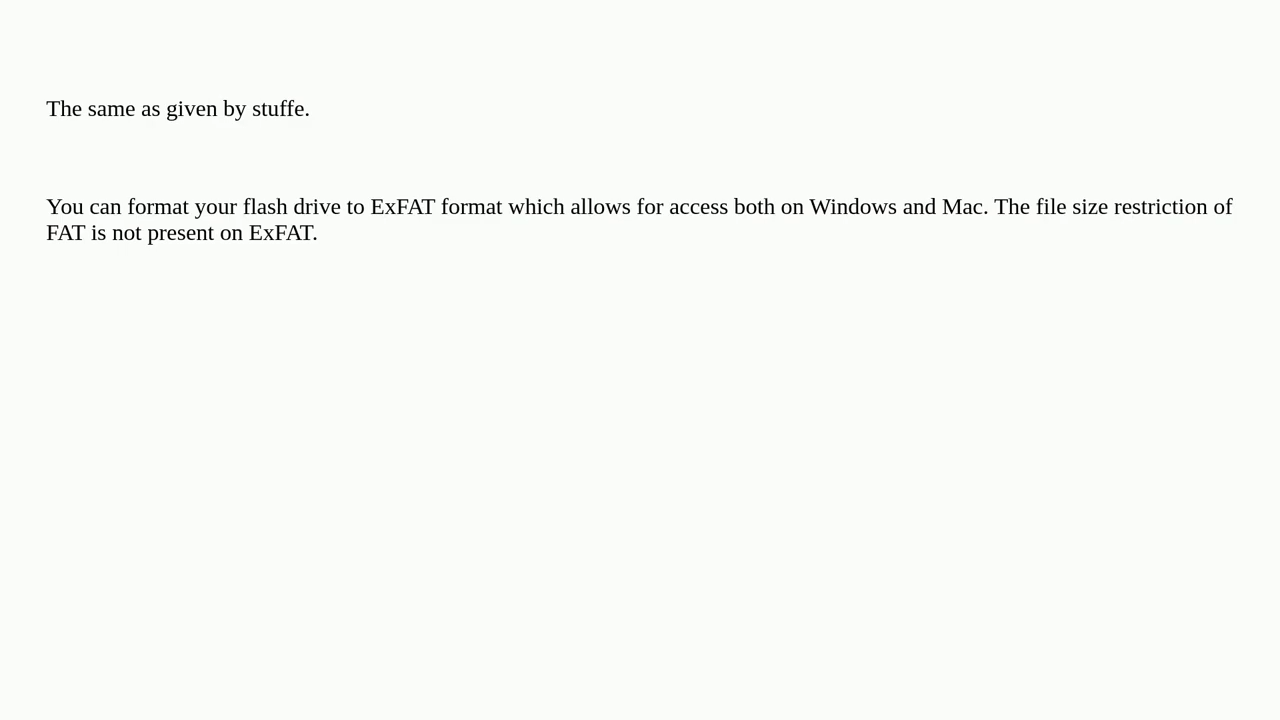 The same as given by stuffe.
You can format your flash drive to ExFAT format which allows for access both on Windows and Mac. The file size restriction of
FAT is not present on ExFAT.